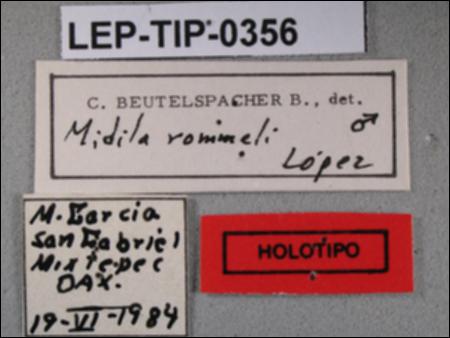 LEP-TIP-0356
C. BEUTELSPACHER B., det.
Midila rommeli ♂
López
M. Garcia
San Gabriel
Mixtepec
OAX.
19-VI-1984
HOLOTIPO